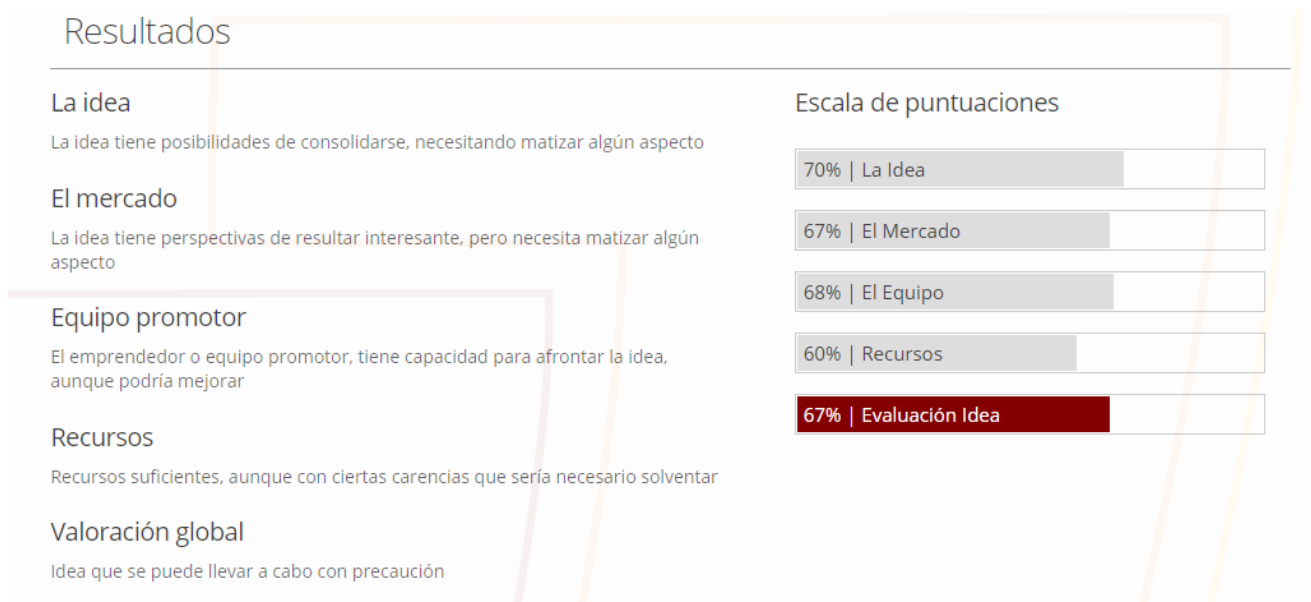 Resultados
La idea
La idea tiene posibilidades de consolidarse, necesitando matizar algún aspecto
El mercado
La idea tiene perspectivas de resultar interesante, pero necesita matizar algún
aspecto
Equipo promotor
El emprendedor o equipo promotor, tiene capacidad para afrontar la idea,
aunque podría mejorar
Recursos
Recursos suficientes, aunque con ciertas carencias que sería necesario solventar
Valoración global
Idea que se puede llevar a cabo con precaución
Escala de puntuaciones
70% | La Idea
67% | El Mercado
68% | El Equipo
60% | Recursos
67% | Evaluación Idea